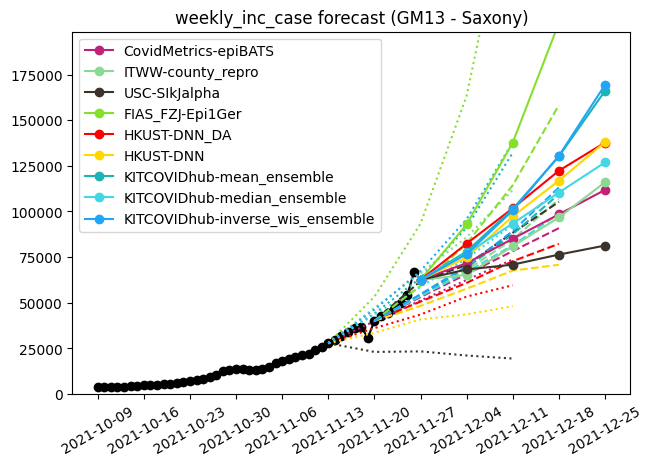 weekly_inc_case forecast (GM13 - Saxony)
CovidMetrics-epiBATS
ITWW-county_repro
USC-SIkJalpha
FIAS_FZJ-Epi1Ger
HKUST-DNN_DA
HKUST-DNN
KITCOVIDhub-mean_ensemble
KITCOVIDhub-median_ensemble
KITCOVIDhub-inverse_wis_ensemble
175000
150000
125000
100000
75000
50000
25000
0
2021-10-09
2021-10-16
2021-10-23
2021-10-30
2021-11-06
2021-11-13
2021-11-20
2021-11-27
2021-12-04
2021-12-11
2021-12-18
2021-12-25